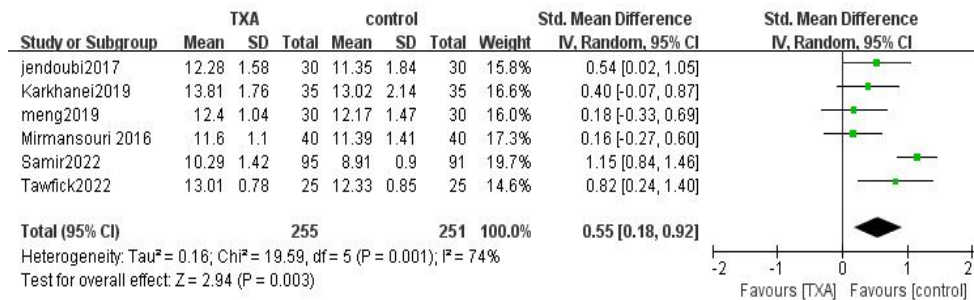 TXA control Std. Mean Difference Std. Mean Difference
Study or Subgroup Mean SD Total Mean SD Total Weight IV, Random, 95% CI IV, Random, 95% CI
jendoubi2017 12.28 1.58 30 11.35 1.84 30 15.8% 0.54 [0.02, 1.05]
Karkhanei2019 13.81 1.76 35 13.02 2.14 35 16.6% 0.40 [-0.07, 0.87]
meng2019 12.4 1.04 30 12.17 1.47 30 16.0% 0.18 [-0.33, 0.69]
Mirmansouri 2016 11.6 1.1 40 11.39 1.41 40 17.3% 0.16 [-0.27, 0.60]
Samir2022 10.29 1.42 95 8.91 0.9 91 19.7% 1.15 [0.84, 1.46]
Tawfick2022 13.01 0.78 25 12.33 0.85 25 14.6% 0.82 [0.24, 1.40]
Total (95% CI) 255 251 100.0% 0.55 [0.18, 0.92]
Heterogeneity: Tau² = 0.16; Chi² = 19.59, df = 5 (P = 0.001); I² = 74%
Test for overall effect: Z = 2.94 (P = 0.003)
-2 -1 0 1 2
Favours [TXA] Favours [control]